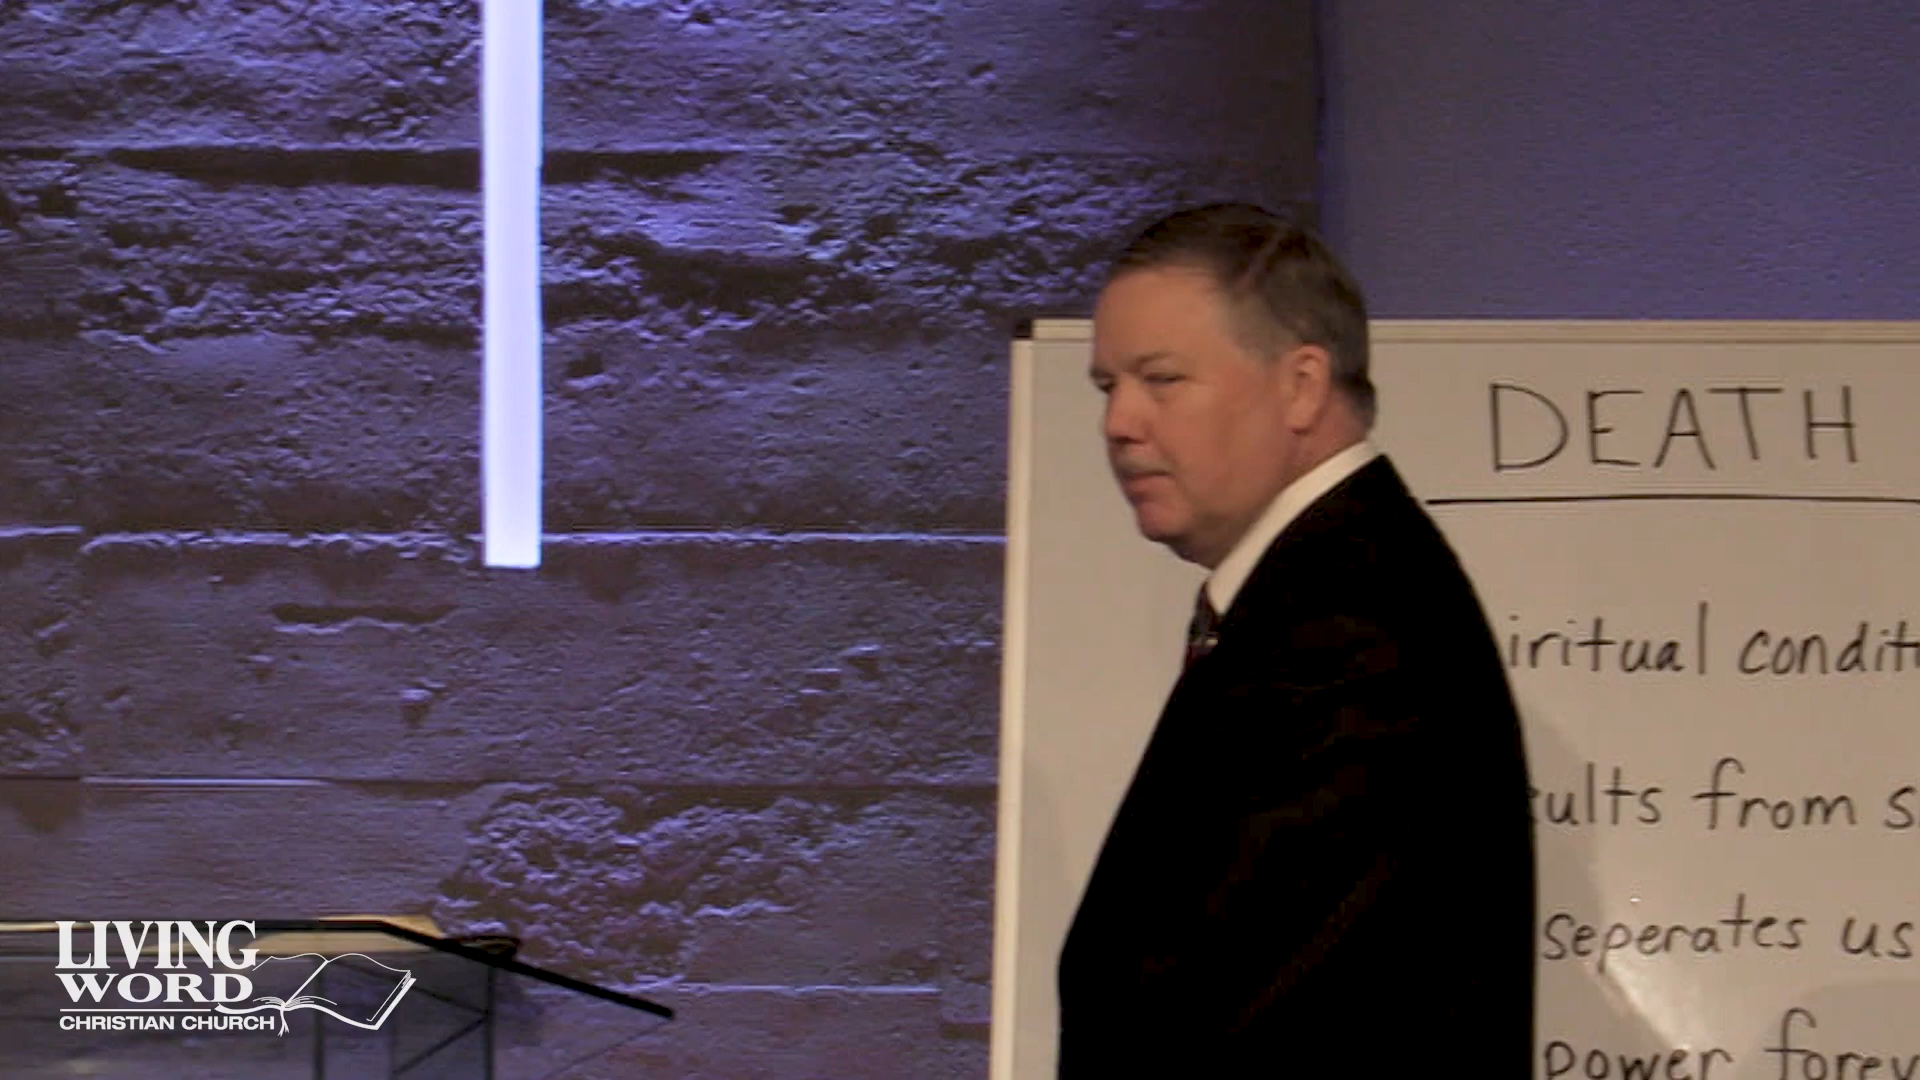 DEATH
iritual condit
ults from s
seperates us
power forev
LIVING
WORD
CHRISTIAN CHURCH